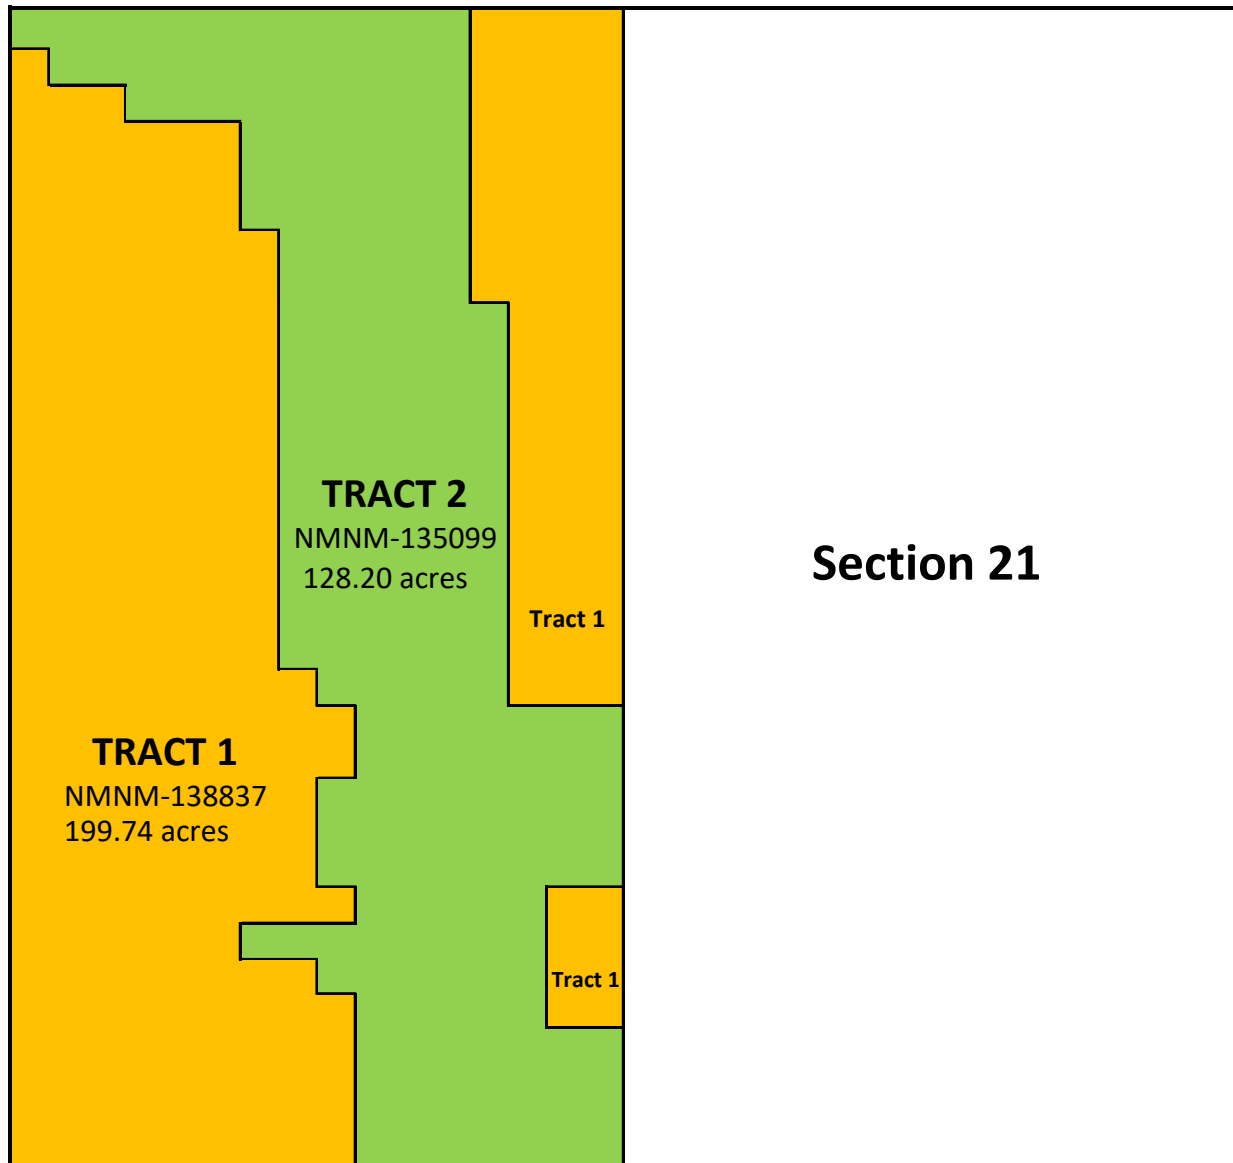 TRACT 2
NMNM-135099
128.20 acres
Section 21
Tract 1
TRACT 1
NMNM-138837
199.74 acres
Tract 1